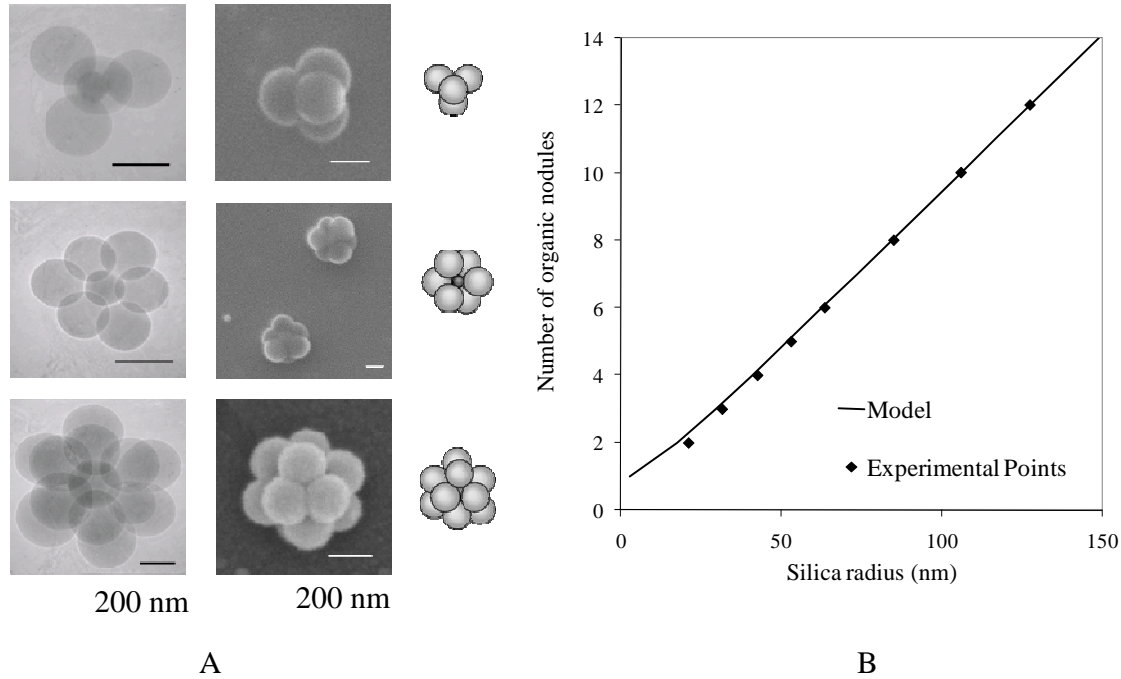 200 nm
200 nm
A
Number of organic nodules
14
12
10
8
6
4
2
0
Model
Experimental Points
0 50 100 150
Silica radius (nm)
B